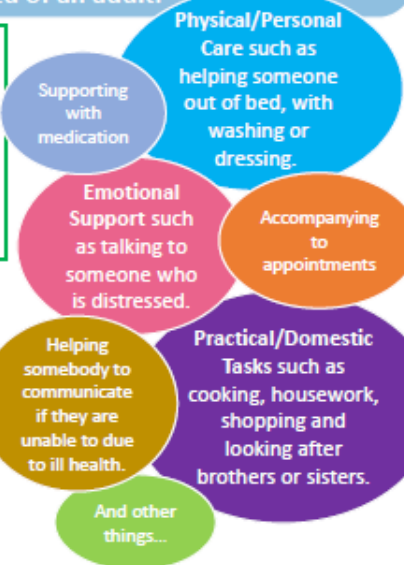 of an adult.
Physical/Personal
Care such as
helping someone
out of bed, with
washing or
dressing.
Supporting
with
medication
Emotional
Support such
as talking to
someone who
is distressed.
Accompanying
to
appointments
Helping
somebody to
communicate
if they are
unable to due
to ill health.
Practical/Domestic
Tasks such as
cooking, housework,
shopping and
looking after
brothers or sisters.
And other
things...